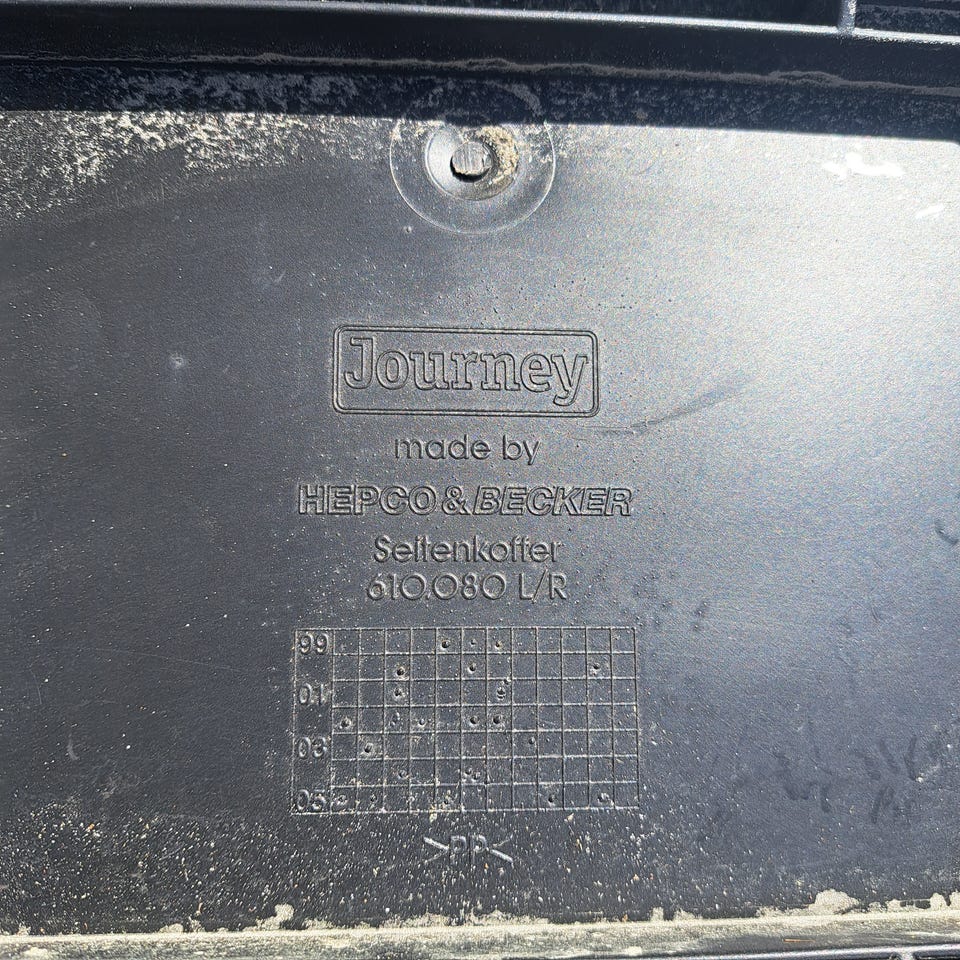 Journey
made by
HEPCO & BECKER
Seitenkoffer
610.080 L/R
99
01
03
05
>PP<